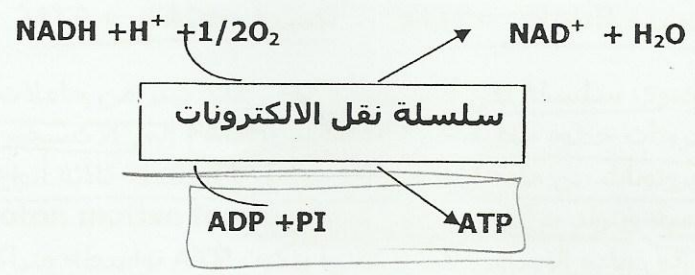 NADH +H⁺ +1/2O₂ NAD⁺ + H₂O
سلسلة نقل الالكترونات
ADP +PI ATP